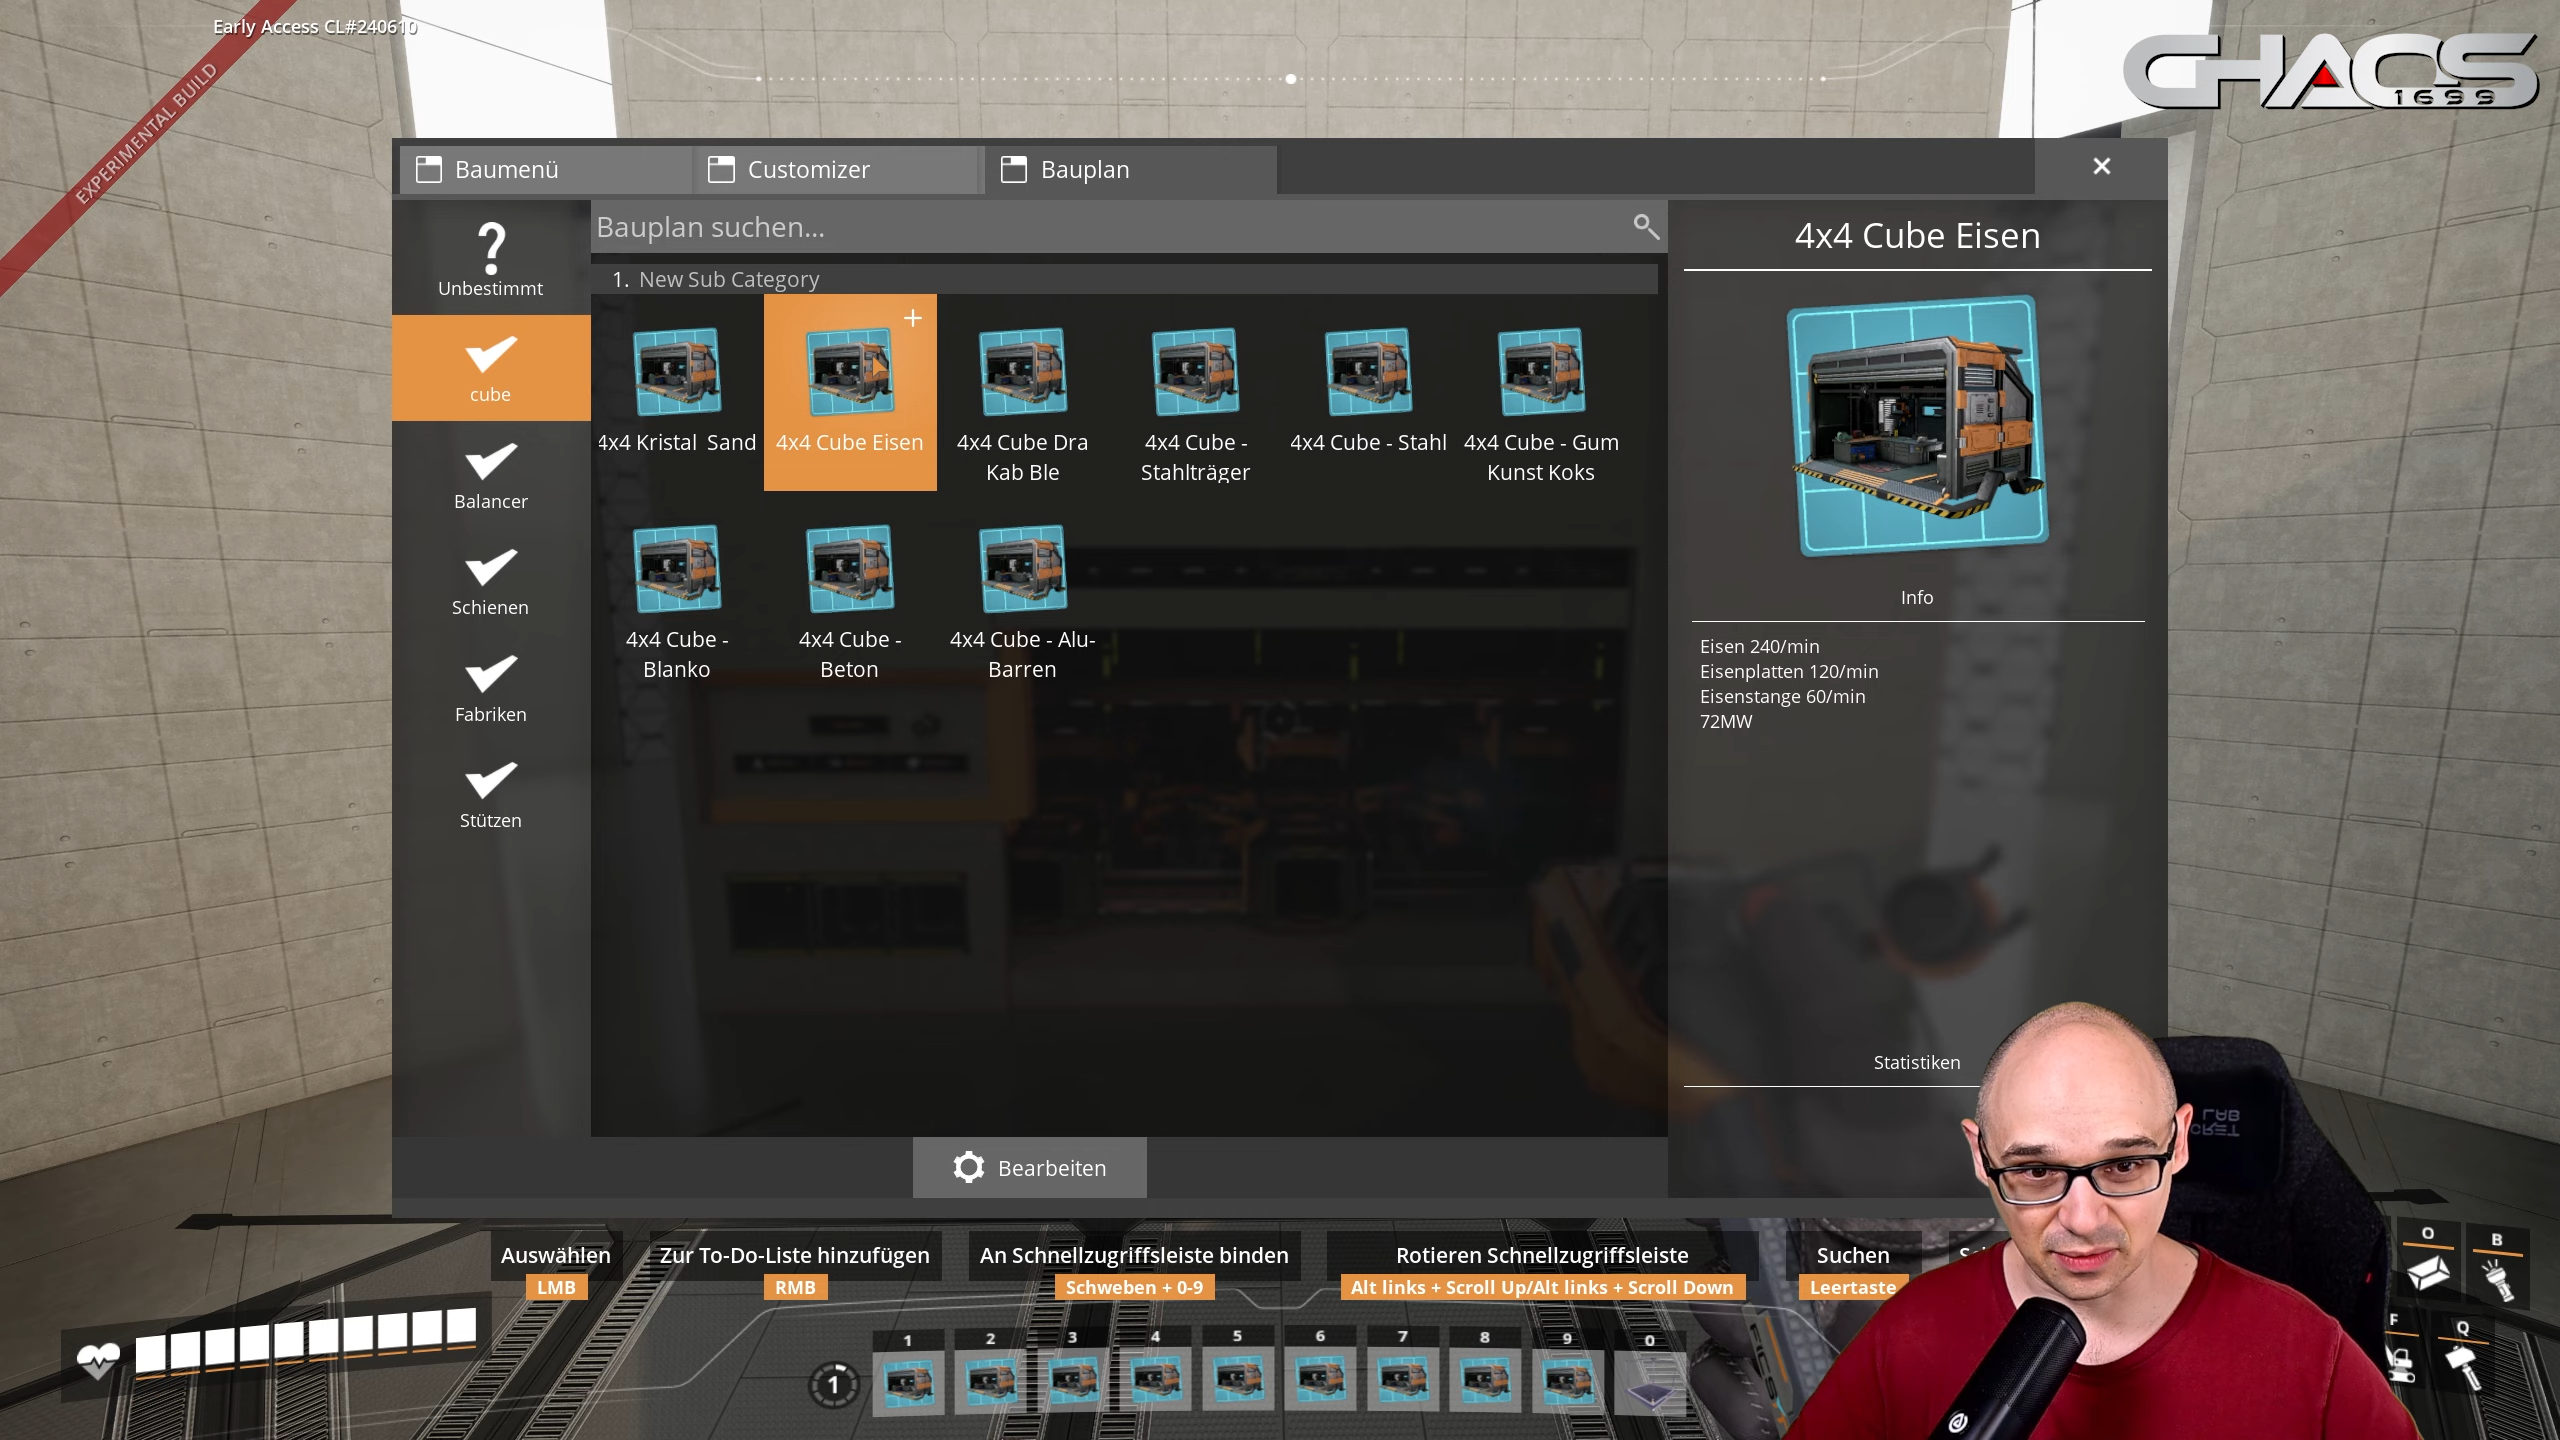 Early Access CL#240610
EXPERIMENTAL BUILD
CHAOS
1699
Baumenü
Customizer
Bauplan
Unbestimmt
cube
Balancer
Schienen
Fabriken
Stützen
Bauplan suchen...
1. New Sub Category
4x4 Kristal Sand
4x4 Cube Eisen
4x4 Cube Dra
Kab Ble
4x4 Cube -
Stahlträger
4x4 Cube - Stahl
4x4 Cube - Gum
Kunst Koks
4x4 Cube -
Blanko
4x4 Cube -
Beton
4x4 Cube - Alu-
Barren
4x4 Cube Eisen
Info
Eisen 240/min
Eisenplatten 120/min
Eisenstange 60/min
72MW
Statistiken
Bearbeiten
Auswählen
LMB
Zur To-Do-Liste hinzufügen
RMB
An Schnellzugriffsleiste binden
Schweben + 0-9
Rotieren Schnellzugriffsleiste
Alt links + Scroll Up/Alt links + Scroll Down
Suchen
Leertaste
1
1 2 3 4 5 6 7 8 9 0
O
B
F
Q
FICS
LAB